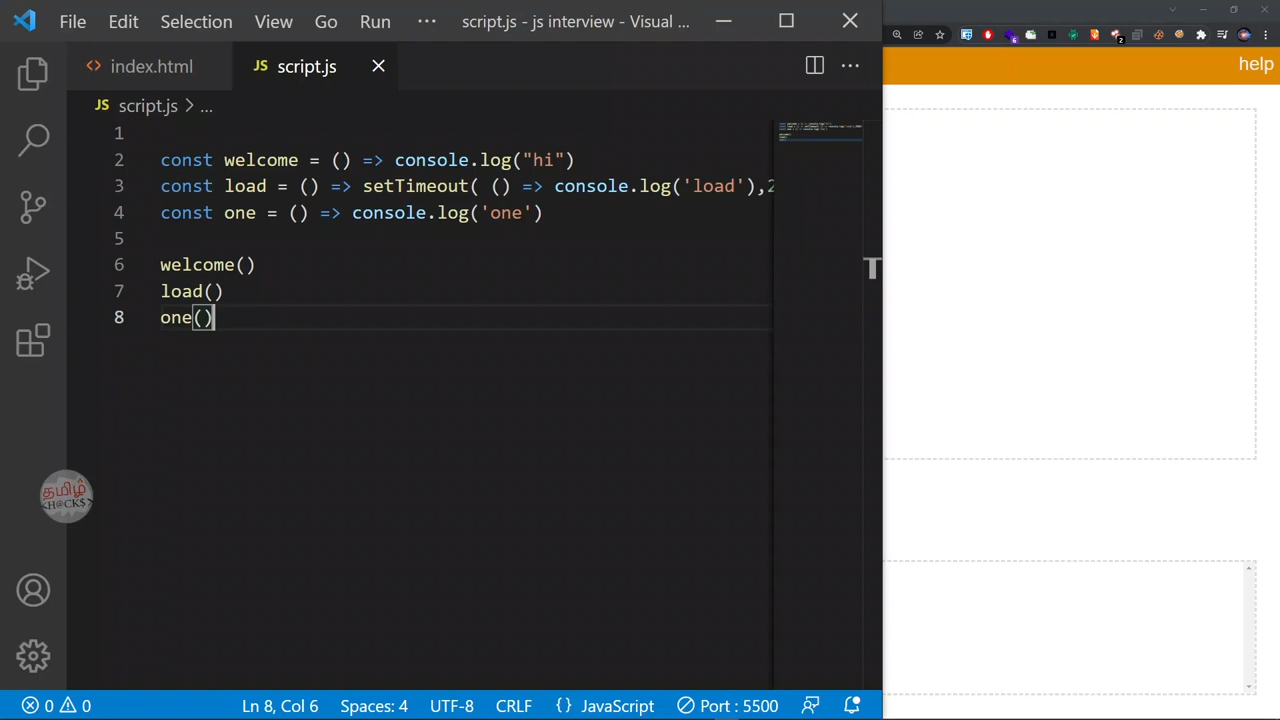 File Edit Selection View Go Run ··· script.js - js interview - Visual ...
help
index.html JS script.js
JS script.js > ...
1
2 const welcome = () => console.log("hi")
3 const load = () => setTimeout( () => console.log('load'),2
4 const one = () => console.log('one')
5
6 welcome()
7 load()
8 one()
T
தமிழ்
<H@CK$>
0 0 Ln 8, Col 6 Spaces: 4 UTF-8 CRLF {} JavaScript Port : 5500